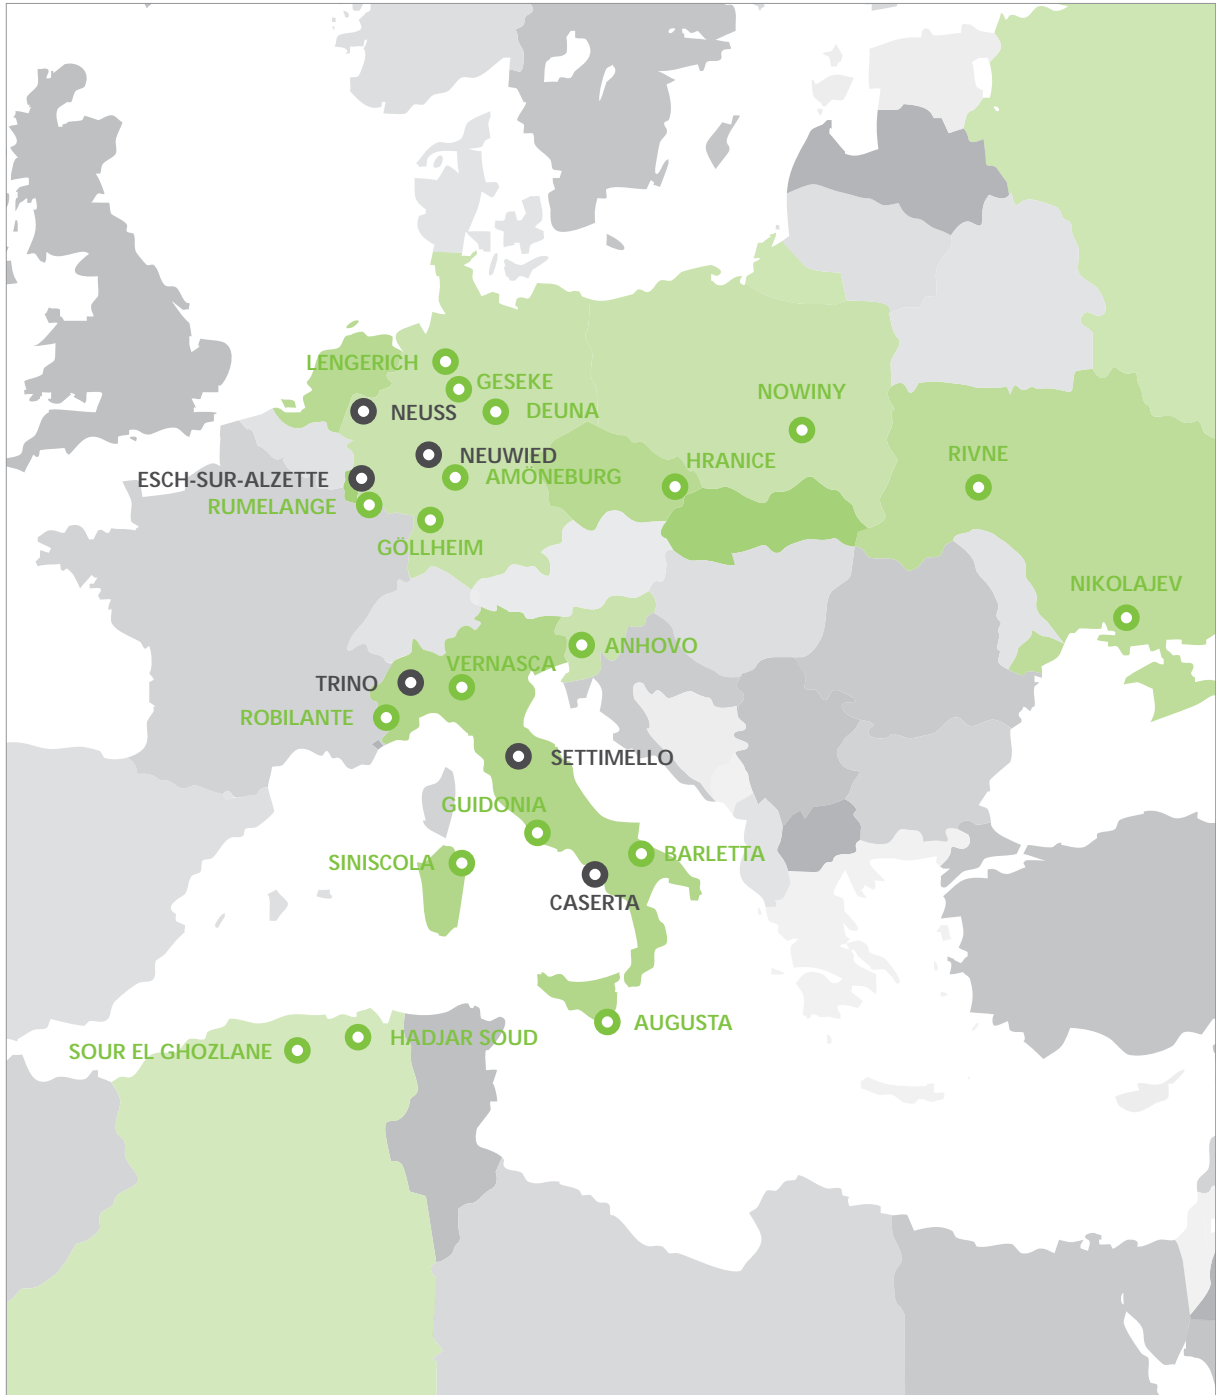 LENGERICH
GESEKE
NOWINY
NEUSS
DEUNA
NEUWIED
RIVNE
HRANICE
ESCH-SUR-ALZETTE
AMÖNEBURG
RUMELANGE
GÖLLHEIM
NIKOLAJEV
ANHOVO
VERNASCA
TRINO
ROBILANTE
SETTIMELLO
GUIDONIA
BARLETTA
SINISCOLA
CASERTA
AUGUSTA
HADJAR SOUD
SOUR EL GHOZLANE